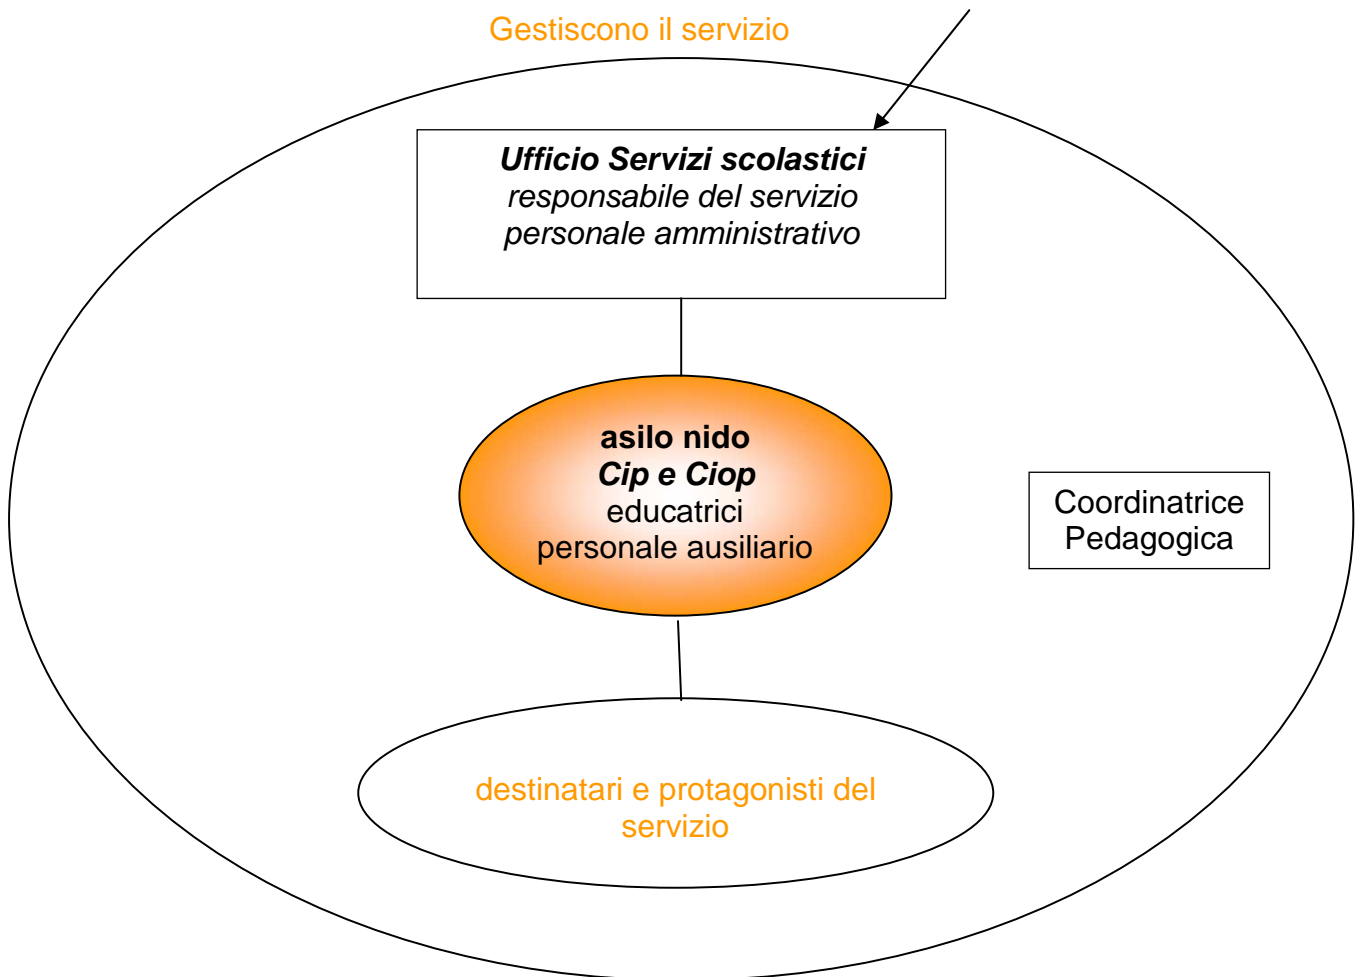 Gestiscono il servizio
Ufficio Servizi scolastici
responsabile del servizio
personale amministrativo
asilo nido
Cip e Ciop
educatrici
personale ausiliario
Coordinatrice
Pedagogica
destinatari e protagonisti del
servizio